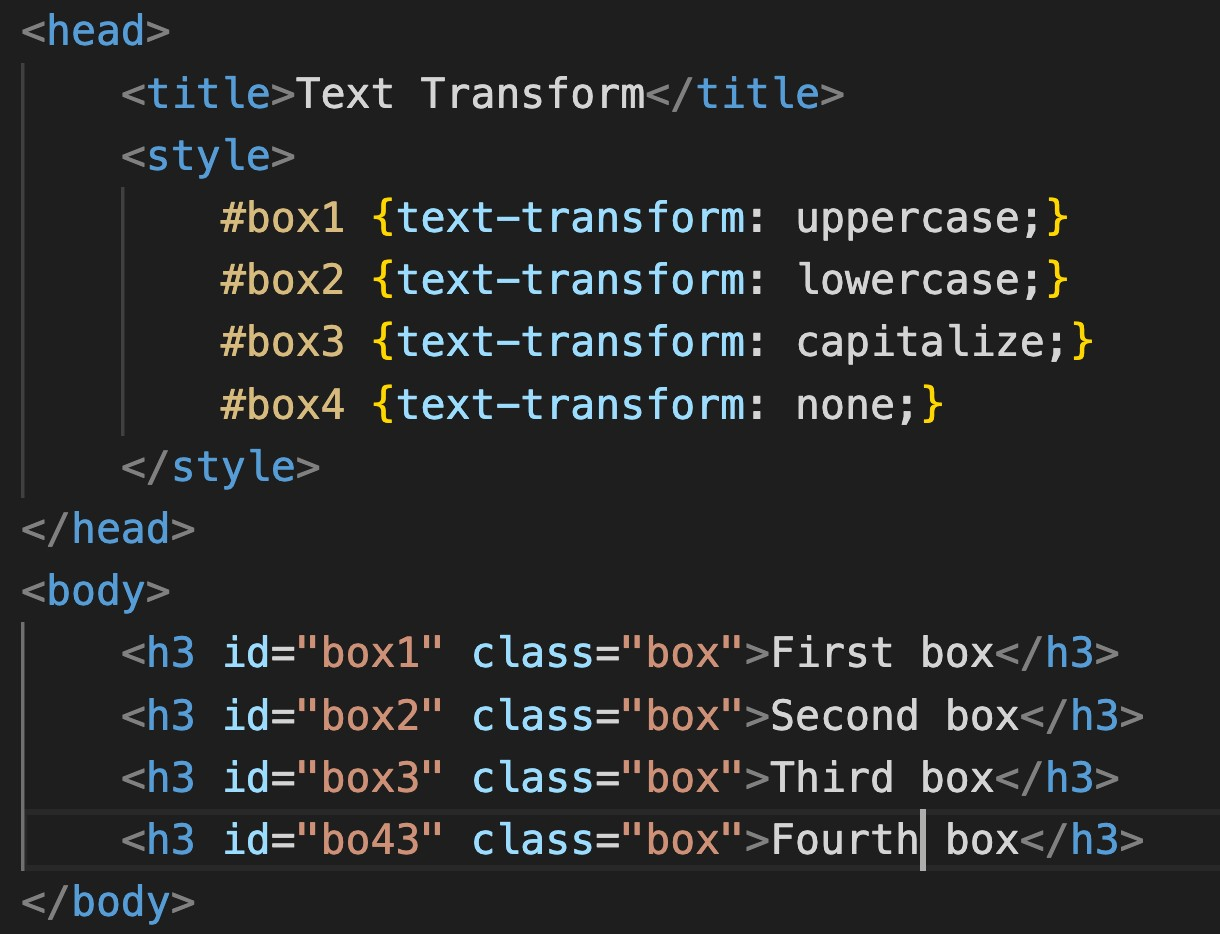 <head>
    <title>Text Transform</title>
    <style>
        #box1 {text-transform: uppercase;}
        #box2 {text-transform: lowercase;}
        #box3 {text-transform: capitalize;}
        #box4 {text-transform: none;}
    </style>
</head>
<body>
    <h3 id="box1" class="box">First box</h3>
    <h3 id="box2" class="box">Second box</h3>
    <h3 id="box3" class="box">Third box</h3>
    <h3 id="bo43" class="box">Fourth box</h3>
</body>